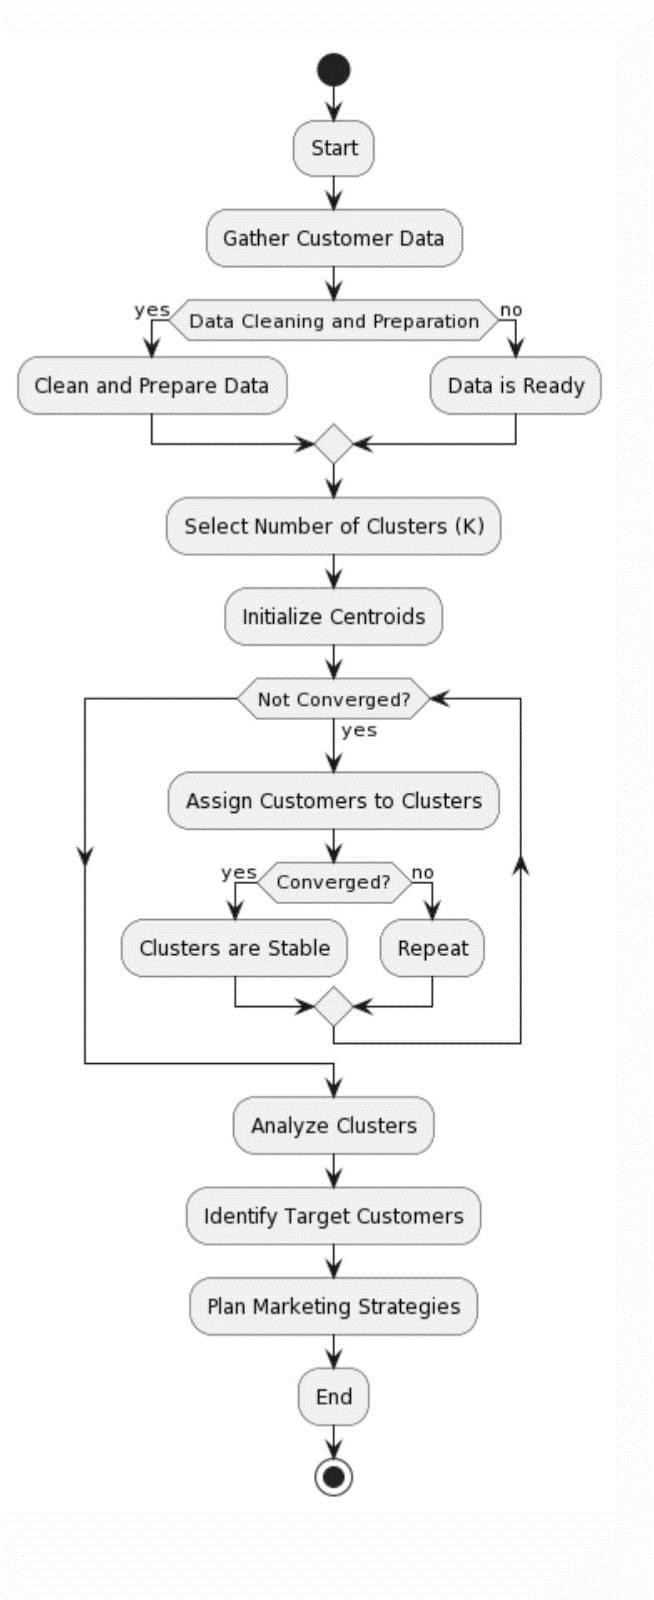 Start
Gather Customer Data
yes
Data Cleaning and Preparation
no
Clean and Prepare Data
Data is Ready
Select Number of Clusters (K)
Initialize Centroids
Not Converged?
yes
Assign Customers to Clusters
yes
Converged?
no
Clusters are Stable
Repeat
Analyze Clusters
Identify Target Customers
Plan Marketing Strategies
End